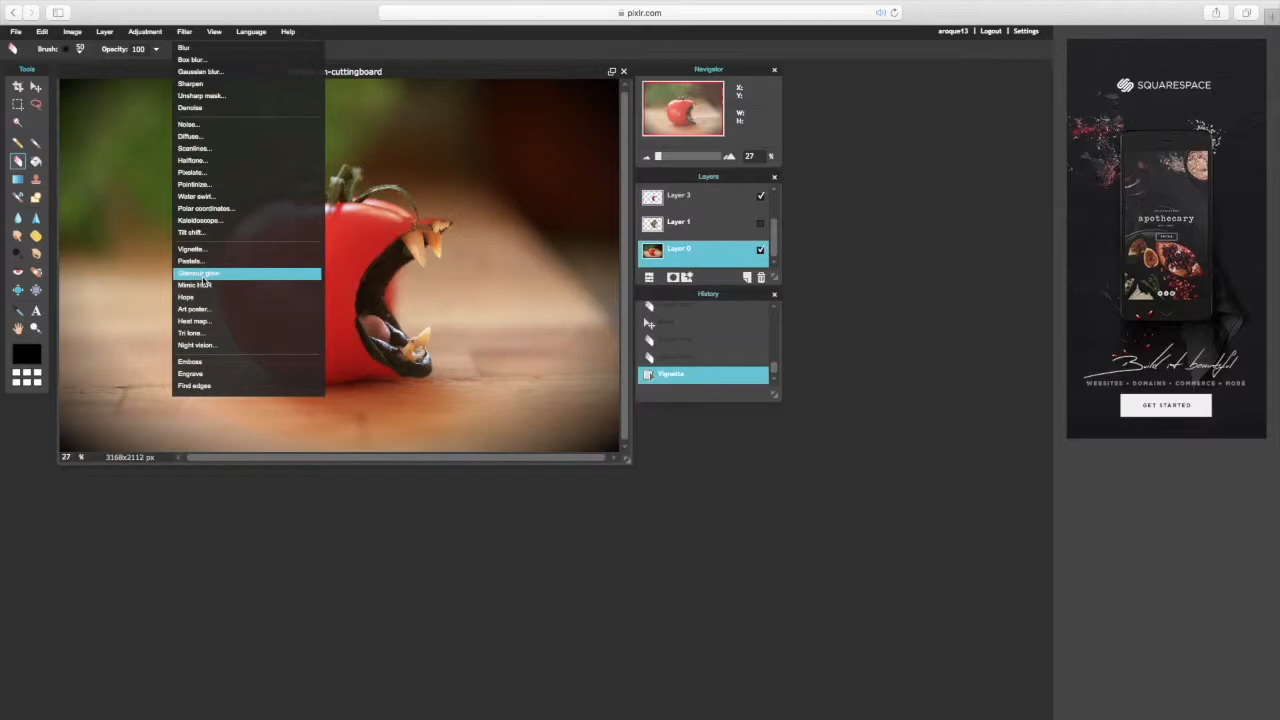 pixlr.com
File Edit Image Layer Adjustment Filter View Language Help
aroque13 | Logout | Settings
Brush: 50 Opacity: 100
Tools
Blur
Box blur...
Gaussian blur...
Sharpen
Unsharp mask...
Denoise
Noise...
Diffuse...
Scanlines...
Halftone...
Pixelate...
Pointinize...
Water swirl...
Polar coordinates...
Kaleidoscope...
Tilt shift...
Vignette...
Pastels...
Glamour glow
Mimic HDR
Hope
Art poster...
Heat map...
Tri tone...
Night vision...
Emboss
Engrave
Find edges
n-cuttingboard
27 % 3168x2112 px
Navigator
X:
Y:
W:
H:
27 %
Layers
Layer 3
Layer 1
Layer 0
History
Vignette
SQUARESPACE
apothecary
Build it beautiful
WEBSITES • DOMAINS • COMMERCE • MORE
GET STARTED